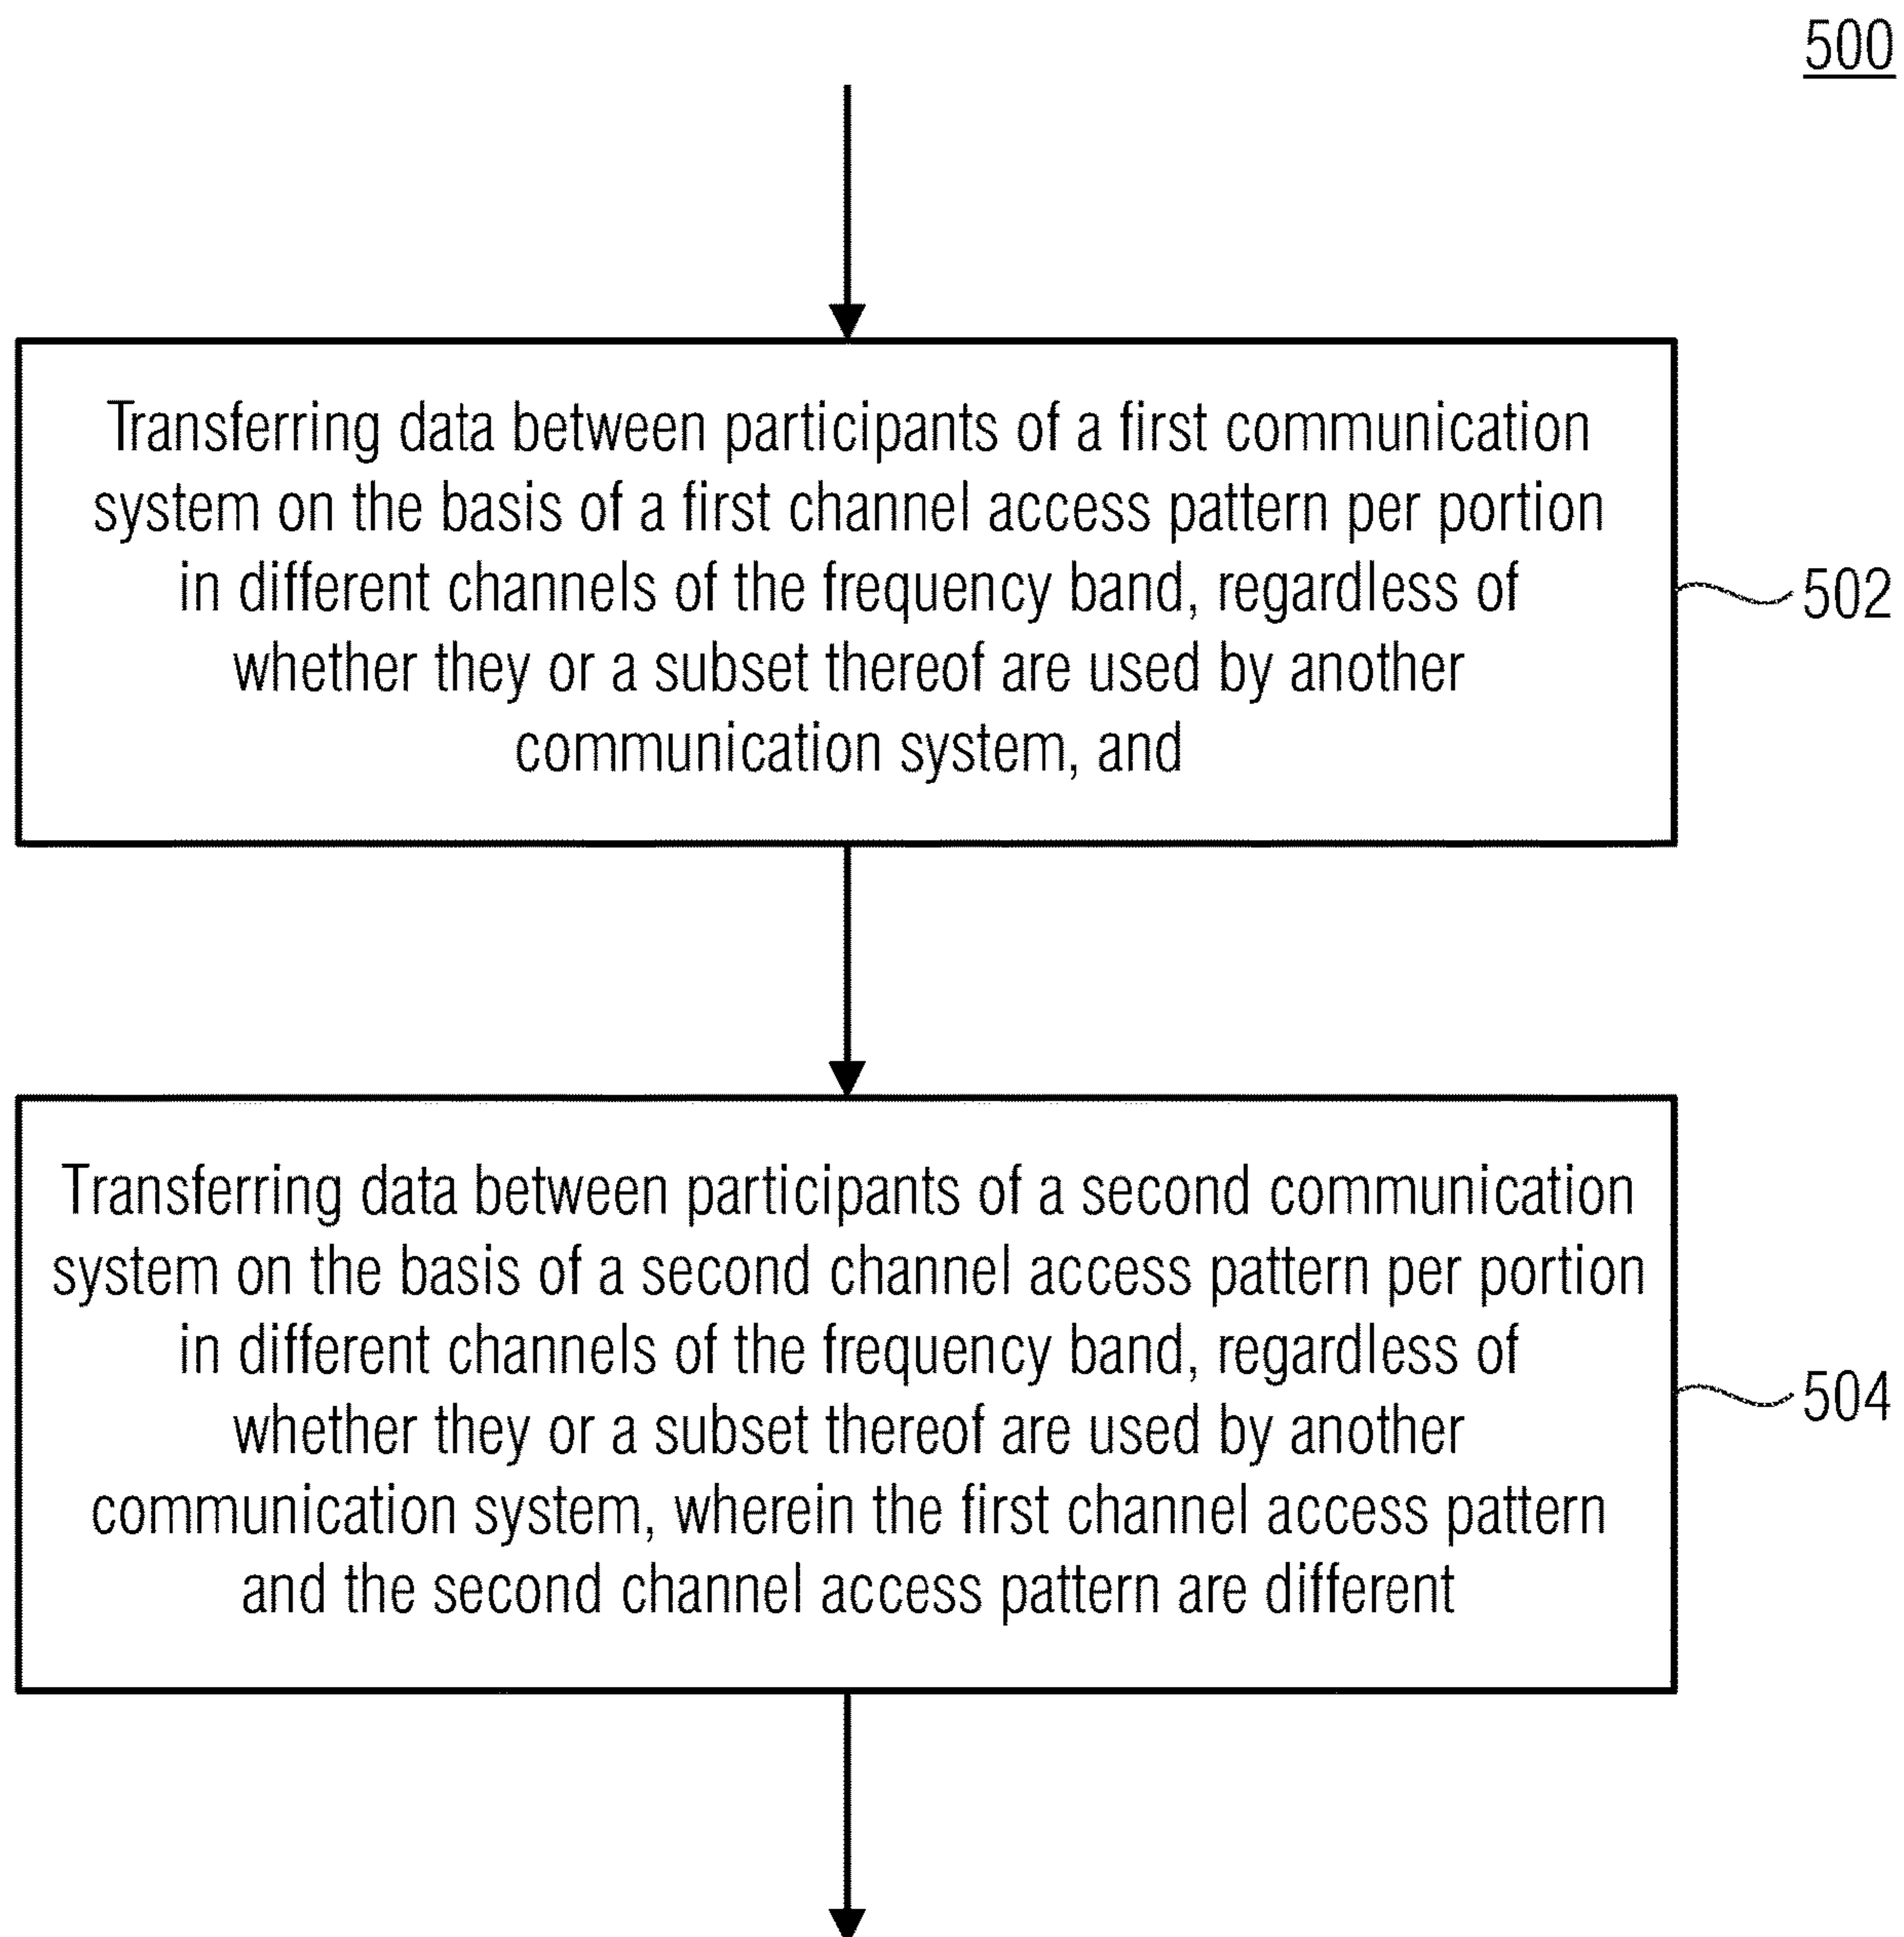 500
Transferring data between participants of a first communication
system on the basis of a first channel access pattern per portion
in different channels of the frequency band, regardless of
whether they or a subset thereof are used by another
communication system, and
502
Transferring data between participants of a second communication
system on the basis of a second channel access pattern per portion
in different channels of the frequency band, regardless of
whether they or a subset thereof are used by another
communication system, wherein the first channel access pattern
and the second channel access pattern are different
504